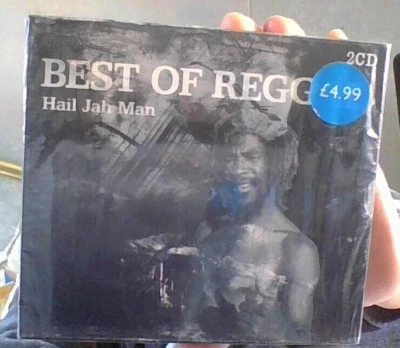 2CD
BEST OF REGG
£4.99
Hail Jah Man